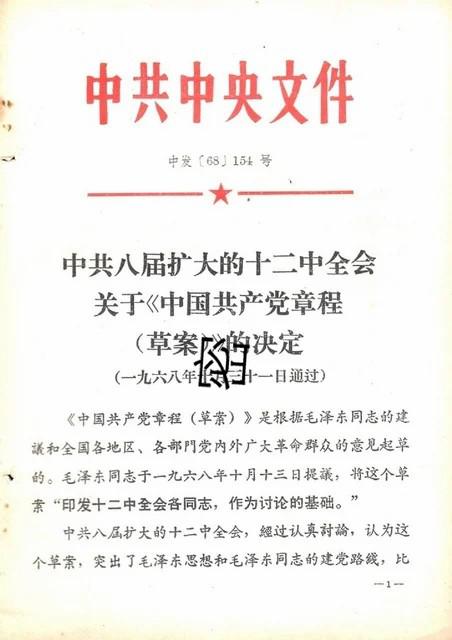 中共中央文件
中发〔68〕154 号
中共八届扩大的十二中全会
关于《中国共产党章程
（草案）》的决定
（一九六八年十月三十一日通过）
《中国共产党章程（草案）》是根据毛泽东同志的建
議和全国各地区、各部門党内外广大革命群众的意見起草
的。毛泽东同志于一九六八年十月十三日提議，将这个草
案“印发十二中全会各同志，作为讨论的基础。”
中共八届扩大的十二中全会，經过认真討論，认为这
个草案，突出了毛泽东思想和毛泽东同志的建党路綫，比
—1—